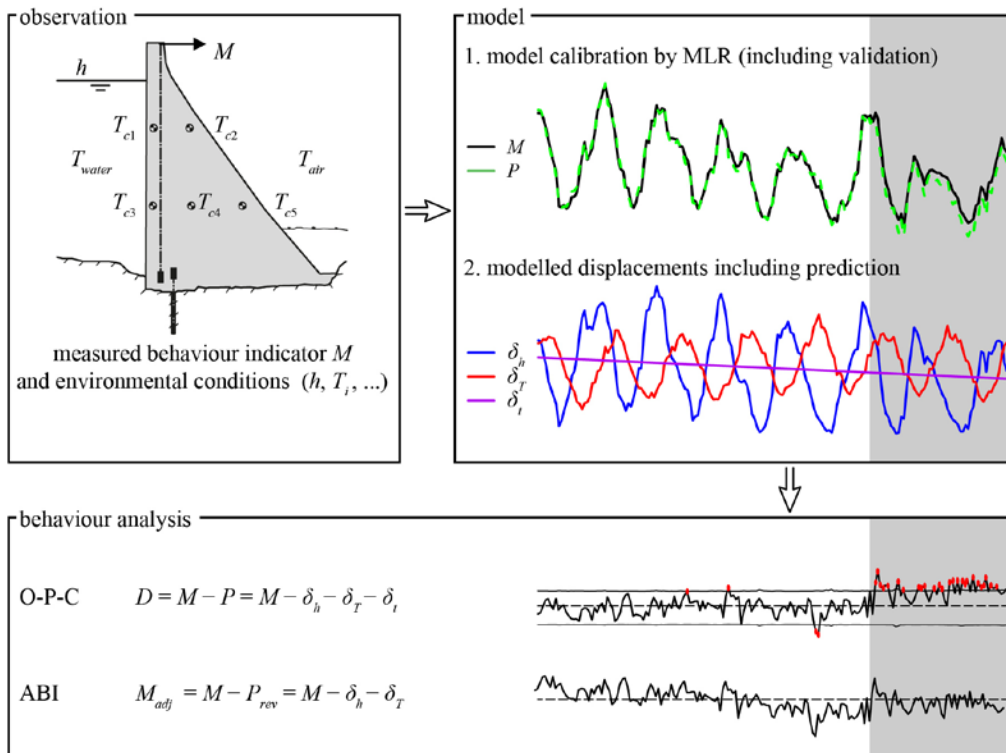 observation
M
h
T_c1
T_c2
T_water
T_air
T_c3
T_c4
T_c5
measured behaviour indicator M
and environmental conditions (h, T_i, ...)
model
1. model calibration by MLR (including validation)
M
P
2. modelled displacements including prediction
δ_h
δ_T
δ_t
behaviour analysis
O-P-C D = M − P = M − δ_h − δ_T − δ_t
ABI M_adj = M − P_rev = M − δ_h − δ_T